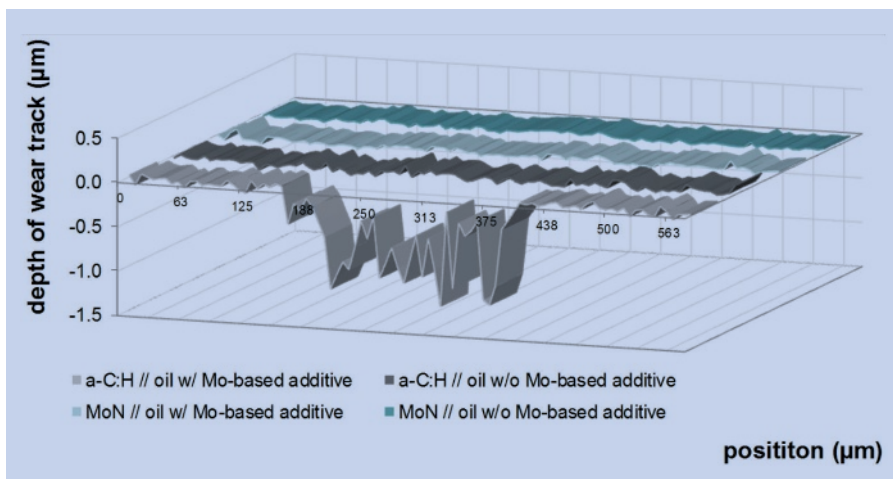 depth of wear track (µm)
0.5
0.0
-0.5
-1.0
-1.5
0
63
125
188
250
313
375
438
500
563
a-C:H // oil w/ Mo-based additive
a-C:H // oil w/o Mo-based additive
MoN // oil w/ Mo-based additive
MoN // oil w/o Mo-based additive
posititon (µm)